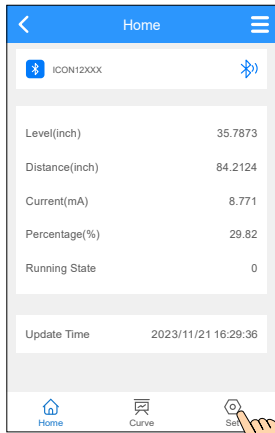 Home
ICON12XXX
Level(inch) 35.7873
Distance(inch) 84.2124
Current(mA) 8.771
Percentage(%) 29.82
Running State 0
Update Time 2023/11/21 16:29:36
Home Curve Set